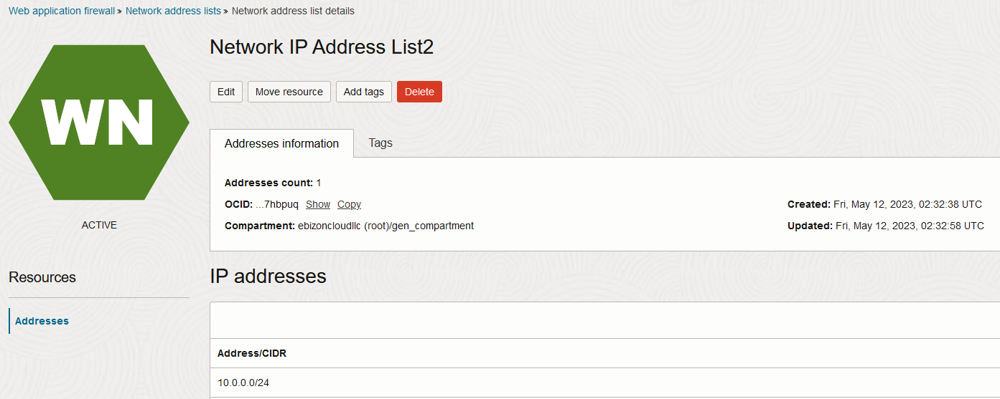 Web application firewall » Network address lists » Network address list details
WN
ACTIVE
Resources
Addresses
Network IP Address List2
Edit Move resource Add tags Delete
Addresses information Tags
Addresses count: 1
OCID: ...7hbpuq Show Copy
Compartment: ebizoncloudllc (root)/gen_compartment
Created: Fri, May 12, 2023, 02:32:38 UTC
Updated: Fri, May 12, 2023, 02:32:58 UTC
IP addresses
Address/CIDR
10.0.0.0/24